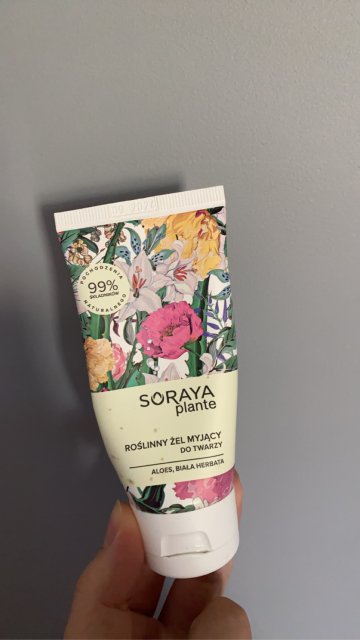 POCHODZENIA
99%
SKŁADNIKÓW
NATURALNEGO
SORAYA
plante
ROŚLINNY ŻEL MYJĄCY
DO TWARZY
ALOES, BIAŁA HERBATA